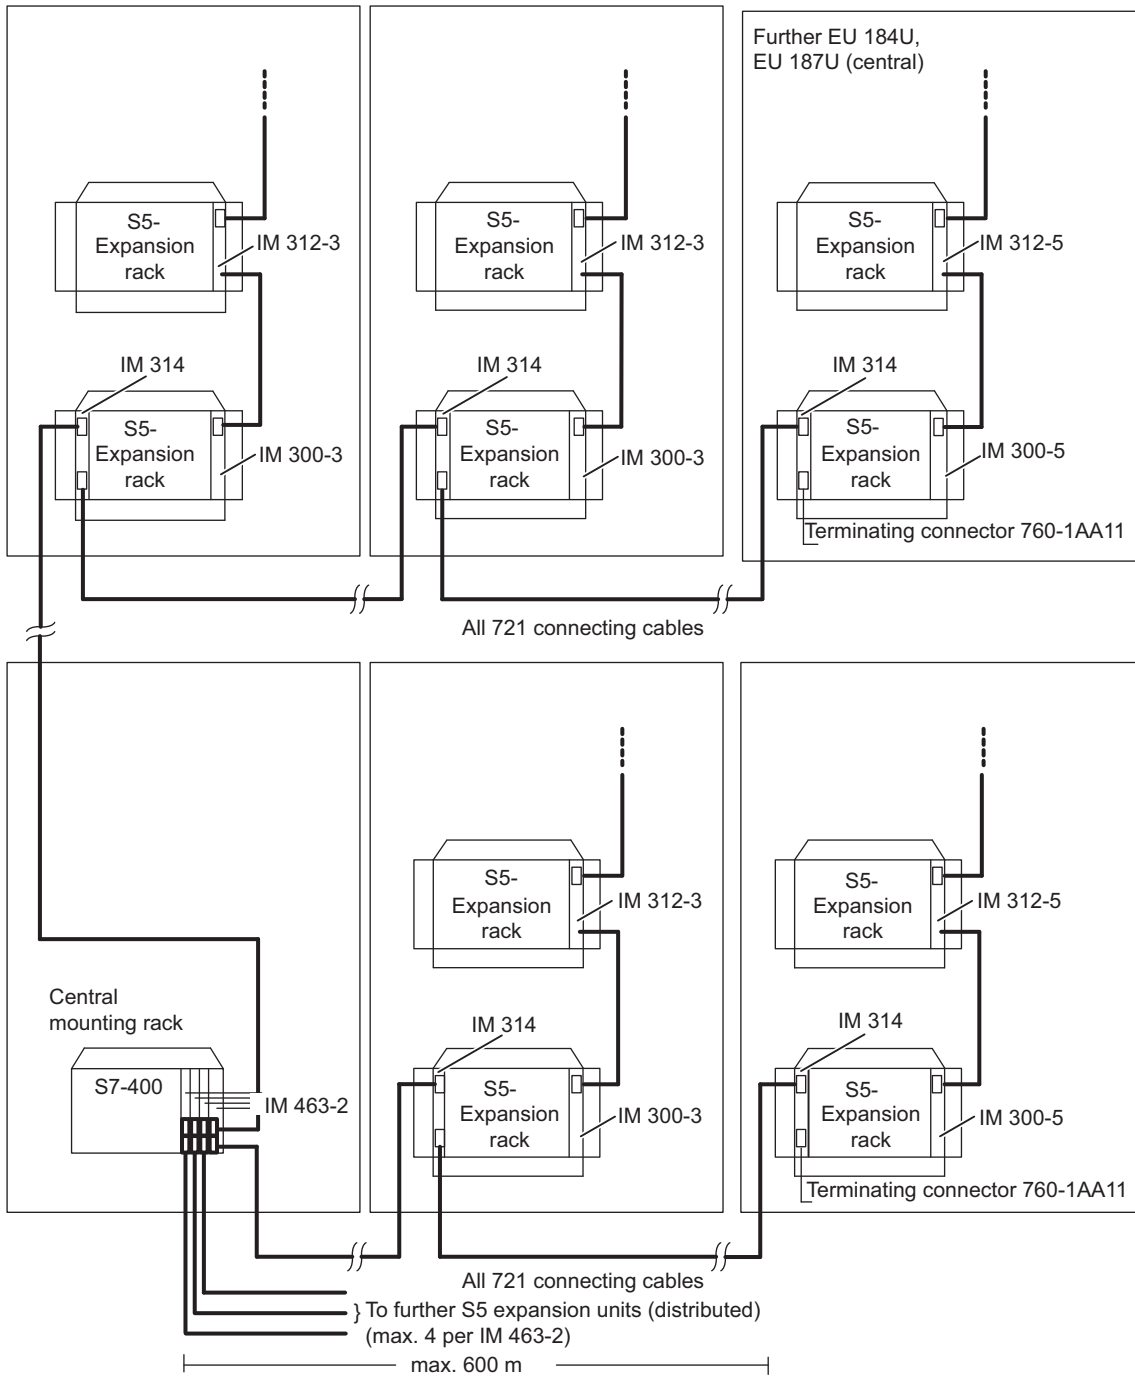 Further EU 184U,
EU 187U (central)
S5-
Expansion
rack
IM 312-3
S5-
Expansion
rack
IM 312-3
S5-
Expansion
rack
IM 312-5
IM 314
S5-
Expansion
rack
IM 300-3
IM 314
S5-
Expansion
rack
IM 300-3
IM 314
S5-
Expansion
rack
IM 300-5
Terminating connector 760-1AA11
All 721 connecting cables
S5-
Expansion
rack
IM 312-3
S5-
Expansion
rack
IM 312-5
Central
mounting rack
S7-400
IM 463-2
IM 314
S5-
Expansion
rack
IM 300-3
IM 314
S5-
Expansion
rack
IM 300-5
Terminating connector 760-1AA11
All 721 connecting cables
} To further S5 expansion units (distributed)
(max. 4 per IM 463-2)
max. 600 m